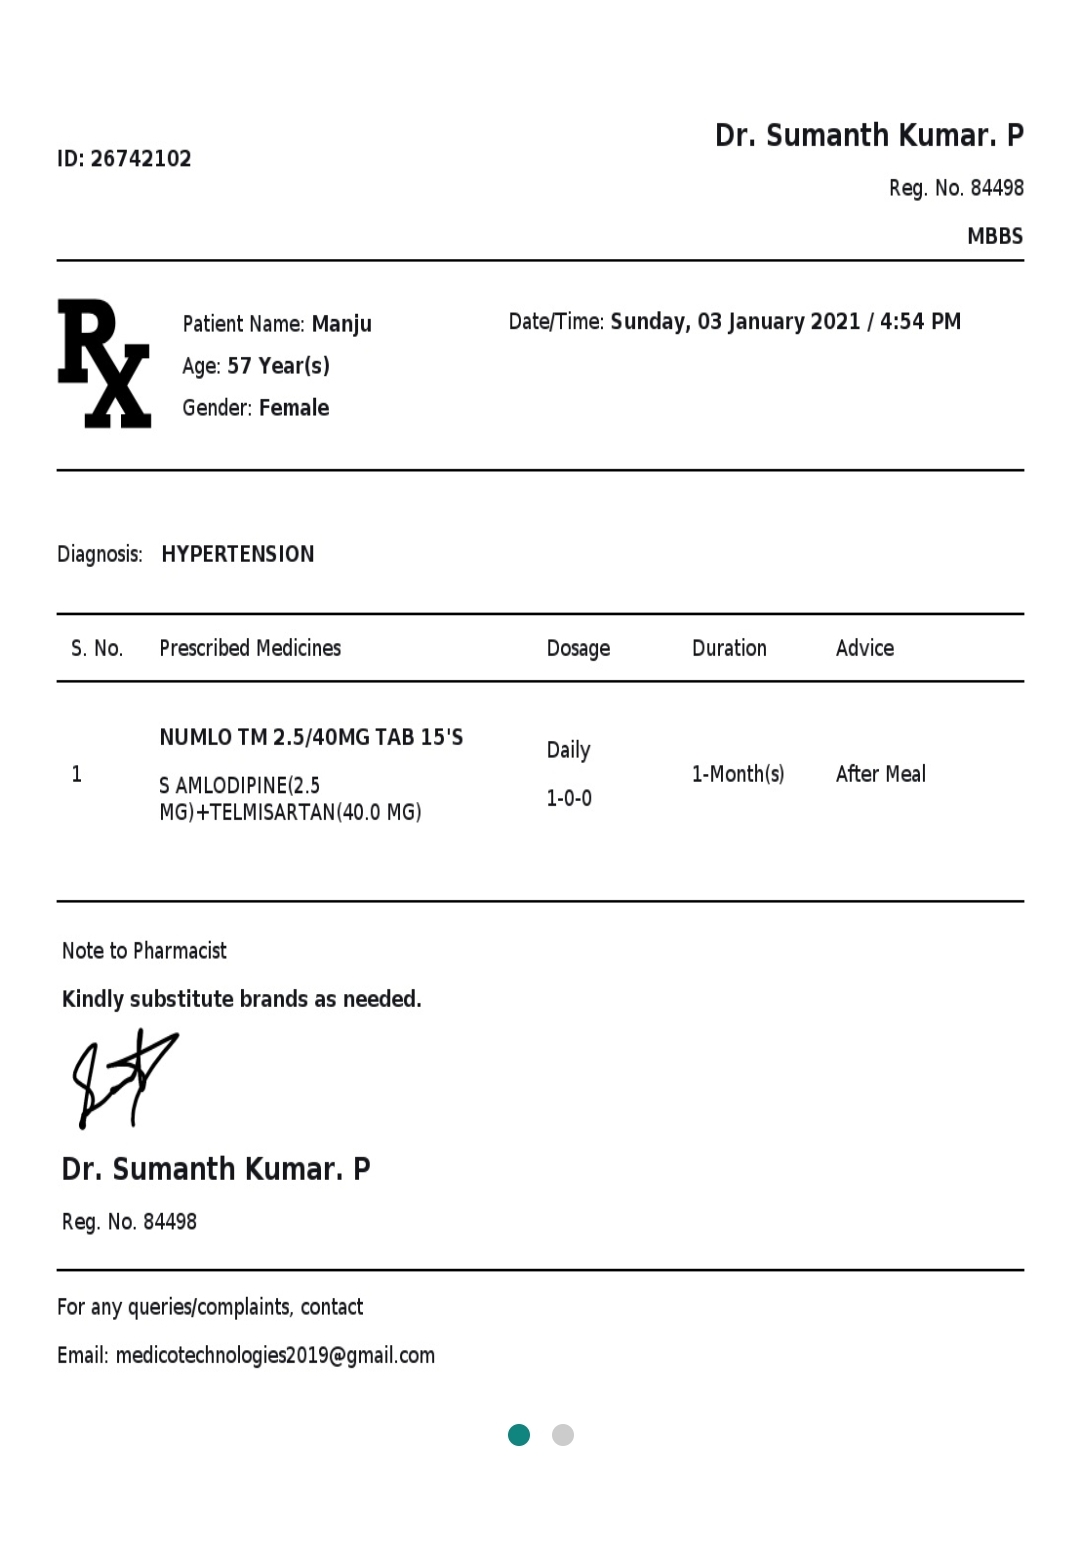 ID: 26742102
Dr. Sumanth Kumar. P
Reg. No. 84498
MBBS
Rx
Patient Name: Manju
Age: 57 Year(s)
Gender: Female
Date/Time: Sunday, 03 January 2021 / 4:54 PM
Diagnosis: HYPERTENSION
S. No. Prescribed Medicines Dosage Duration Advice
1
NUMLO TM 2.5/40MG TAB 15'S
S AMLODIPINE(2.5
MG)+TELMISARTAN(40.0 MG)
Daily
1-0-0
1-Month(s)
After Meal
Note to Pharmacist
Kindly substitute brands as needed.
Dr. Sumanth Kumar. P
Reg. No. 84498
For any queries/complaints, contact
Email: medicotechnologies2019@gmail.com